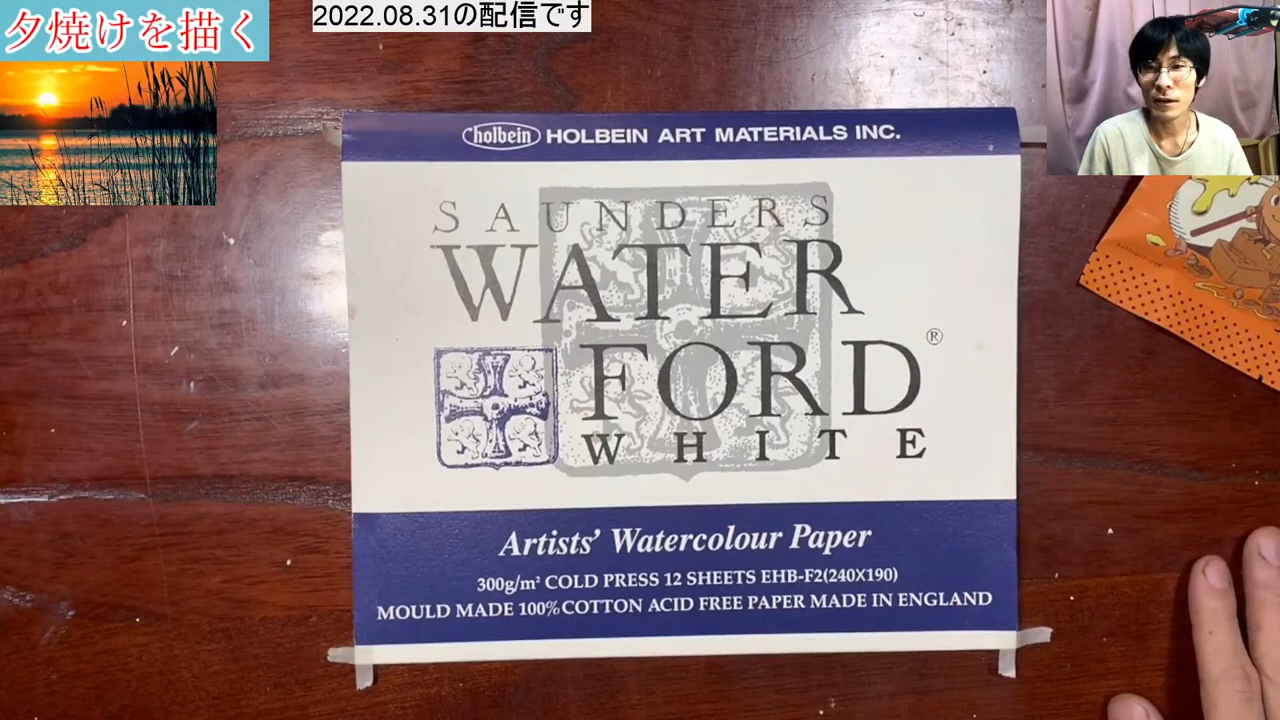 夕焼けを描く
2022.08.31の配信です
holbein HOLBEIN ART MATERIALS INC.
SAUNDERS
WATER
FORD®
WHITE
Artists' Watercolour Paper
300g/m² COLD PRESS 12 SHEETS EHB-F2(240X190)
MOULD MADE 100%COTTON ACID FREE PAPER MADE IN ENGLAND